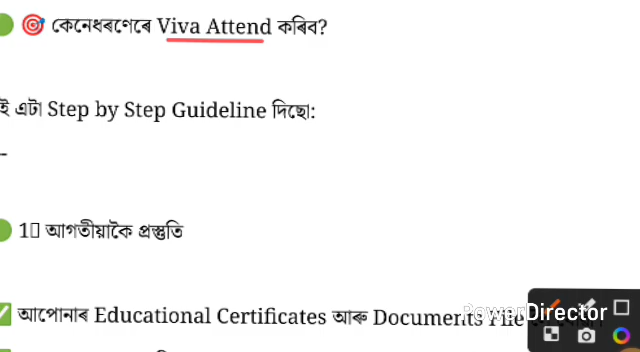 🟢 🎯 কেনেধৰণেৰে Viva Attend কৰিব?
ই এটা Step by Step Guideline দিছো:
--
🟢 1 আগতীয়াকৈ প্ৰস্তুতি
✅ আপোনাৰ Educational Certificates আৰু Documents File
PowerDirector